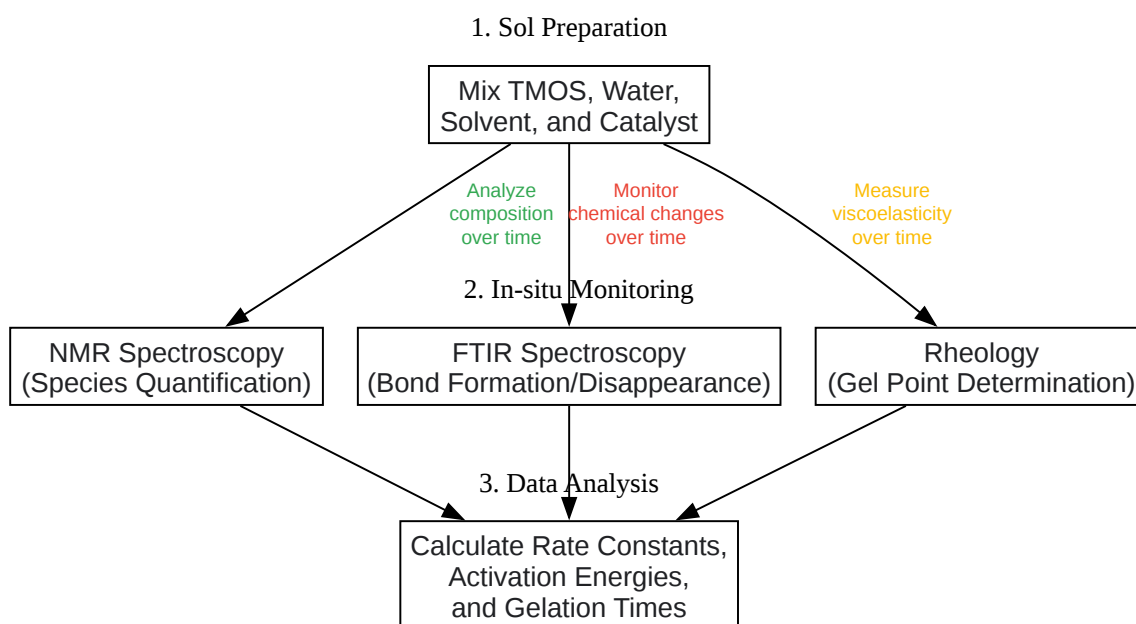 1. Sol Preparation
Mix TMOS, Water,
Solvent, and Catalyst
Analyze
composition
over time
Monitor
chemical changes
over time
Measure
viscoelasticity
over time
2. In-situ Monitoring
NMR Spectroscopy
(Species Quantification)
FTIR Spectroscopy
(Bond Formation/Disappearance)
Rheology
(Gel Point Determination)
3. Data Analysis
Calculate Rate Constants,
Activation Energies,
and Gelation Times